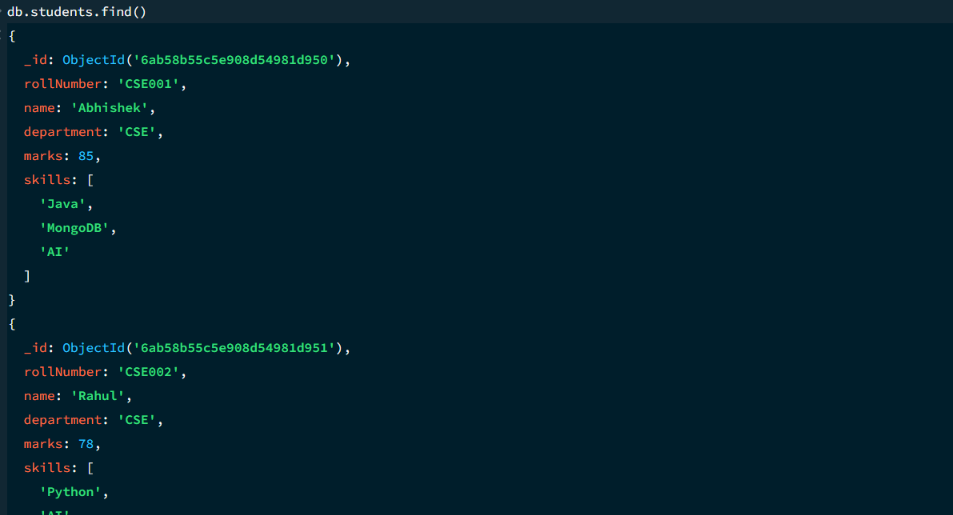 db.students.find()
{
  _id: ObjectId('6ab58b55c5e908d54981d950'),
  rollNumber: 'CSE001',
  name: 'Abhishek',
  department: 'CSE',
  marks: 85,
  skills: [
    'Java',
    'MongoDB',
    'AI'
  ]
}
{
  _id: ObjectId('6ab58b55c5e908d54981d951'),
  rollNumber: 'CSE002',
  name: 'Rahul',
  department: 'CSE',
  marks: 78,
  skills: [
    'Python',
    'AI'